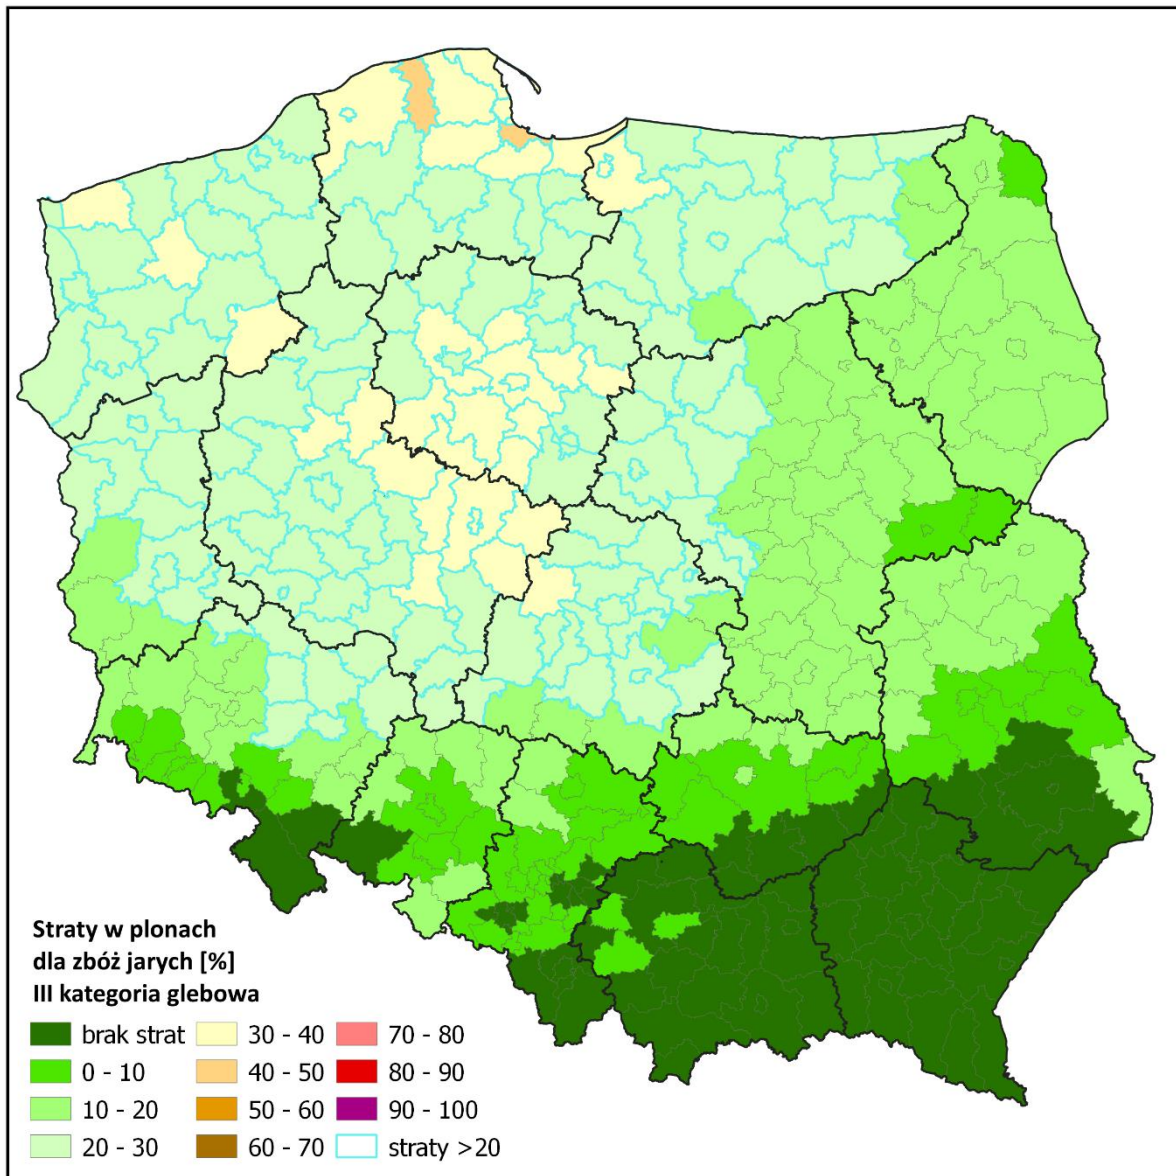 Straty w plonach
dla zbóż jarych [%]
III kategoria glebowa
brak strat
0 - 10
10 - 20
20 - 30
30 - 40
40 - 50
50 - 60
60 - 70
70 - 80
80 - 90
90 - 100
straty >20